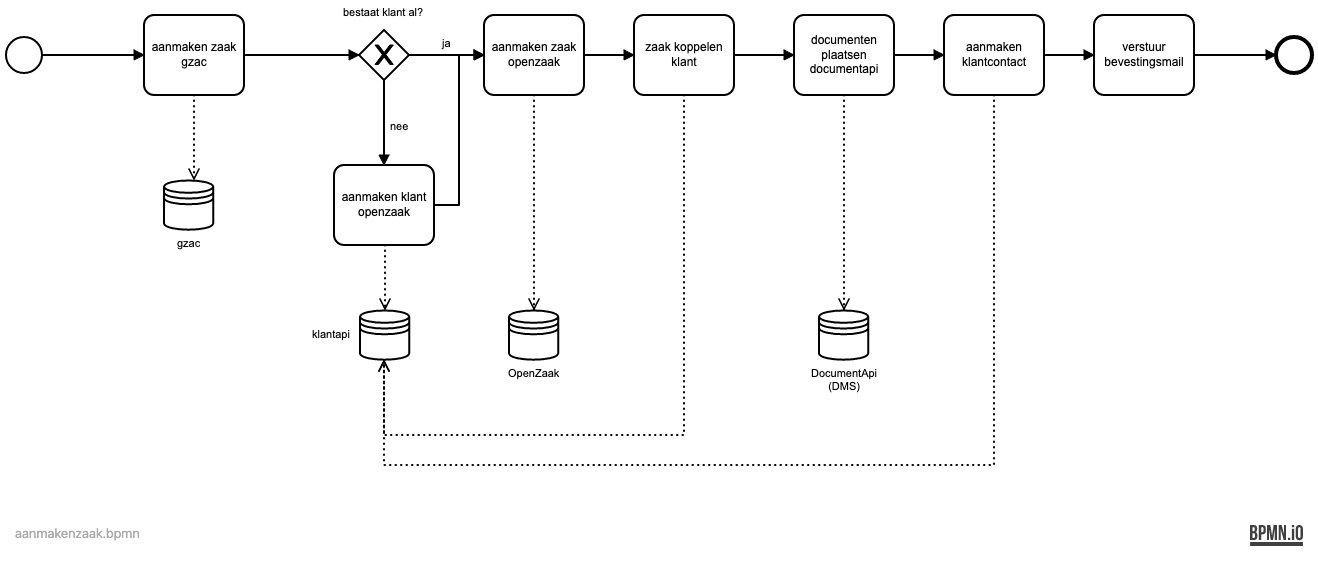 bestaat klant al?
aanmaken zaak
gzac
ja
aanmaken zaak
openzaak
zaak koppelen
klant
documenten
plaatsen
documentapi
aanmaken
klantcontact
verstuur
bevestingsmail
nee
aanmaken klant
openzaak
gzac
klantapi
OpenZaak
DocumentApi
(DMS)
aanmakenzaak.bpmn
BPMN.iO